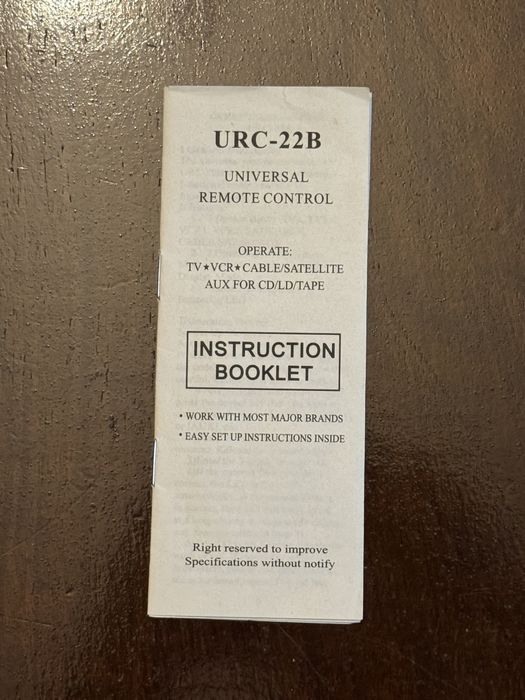 URC-22B
UNIVERSAL
REMOTE CONTROL
OPERATE:
TV★VCR★CABLE/SATELLITE
AUX FOR CD/LD/TAPE
INSTRUCTION
BOOKLET
• WORK WITH MOST MAJOR BRANDS
• EASY SET UP INSTRUCTIONS INSIDE
Right reserved to improve
Specifications without notify